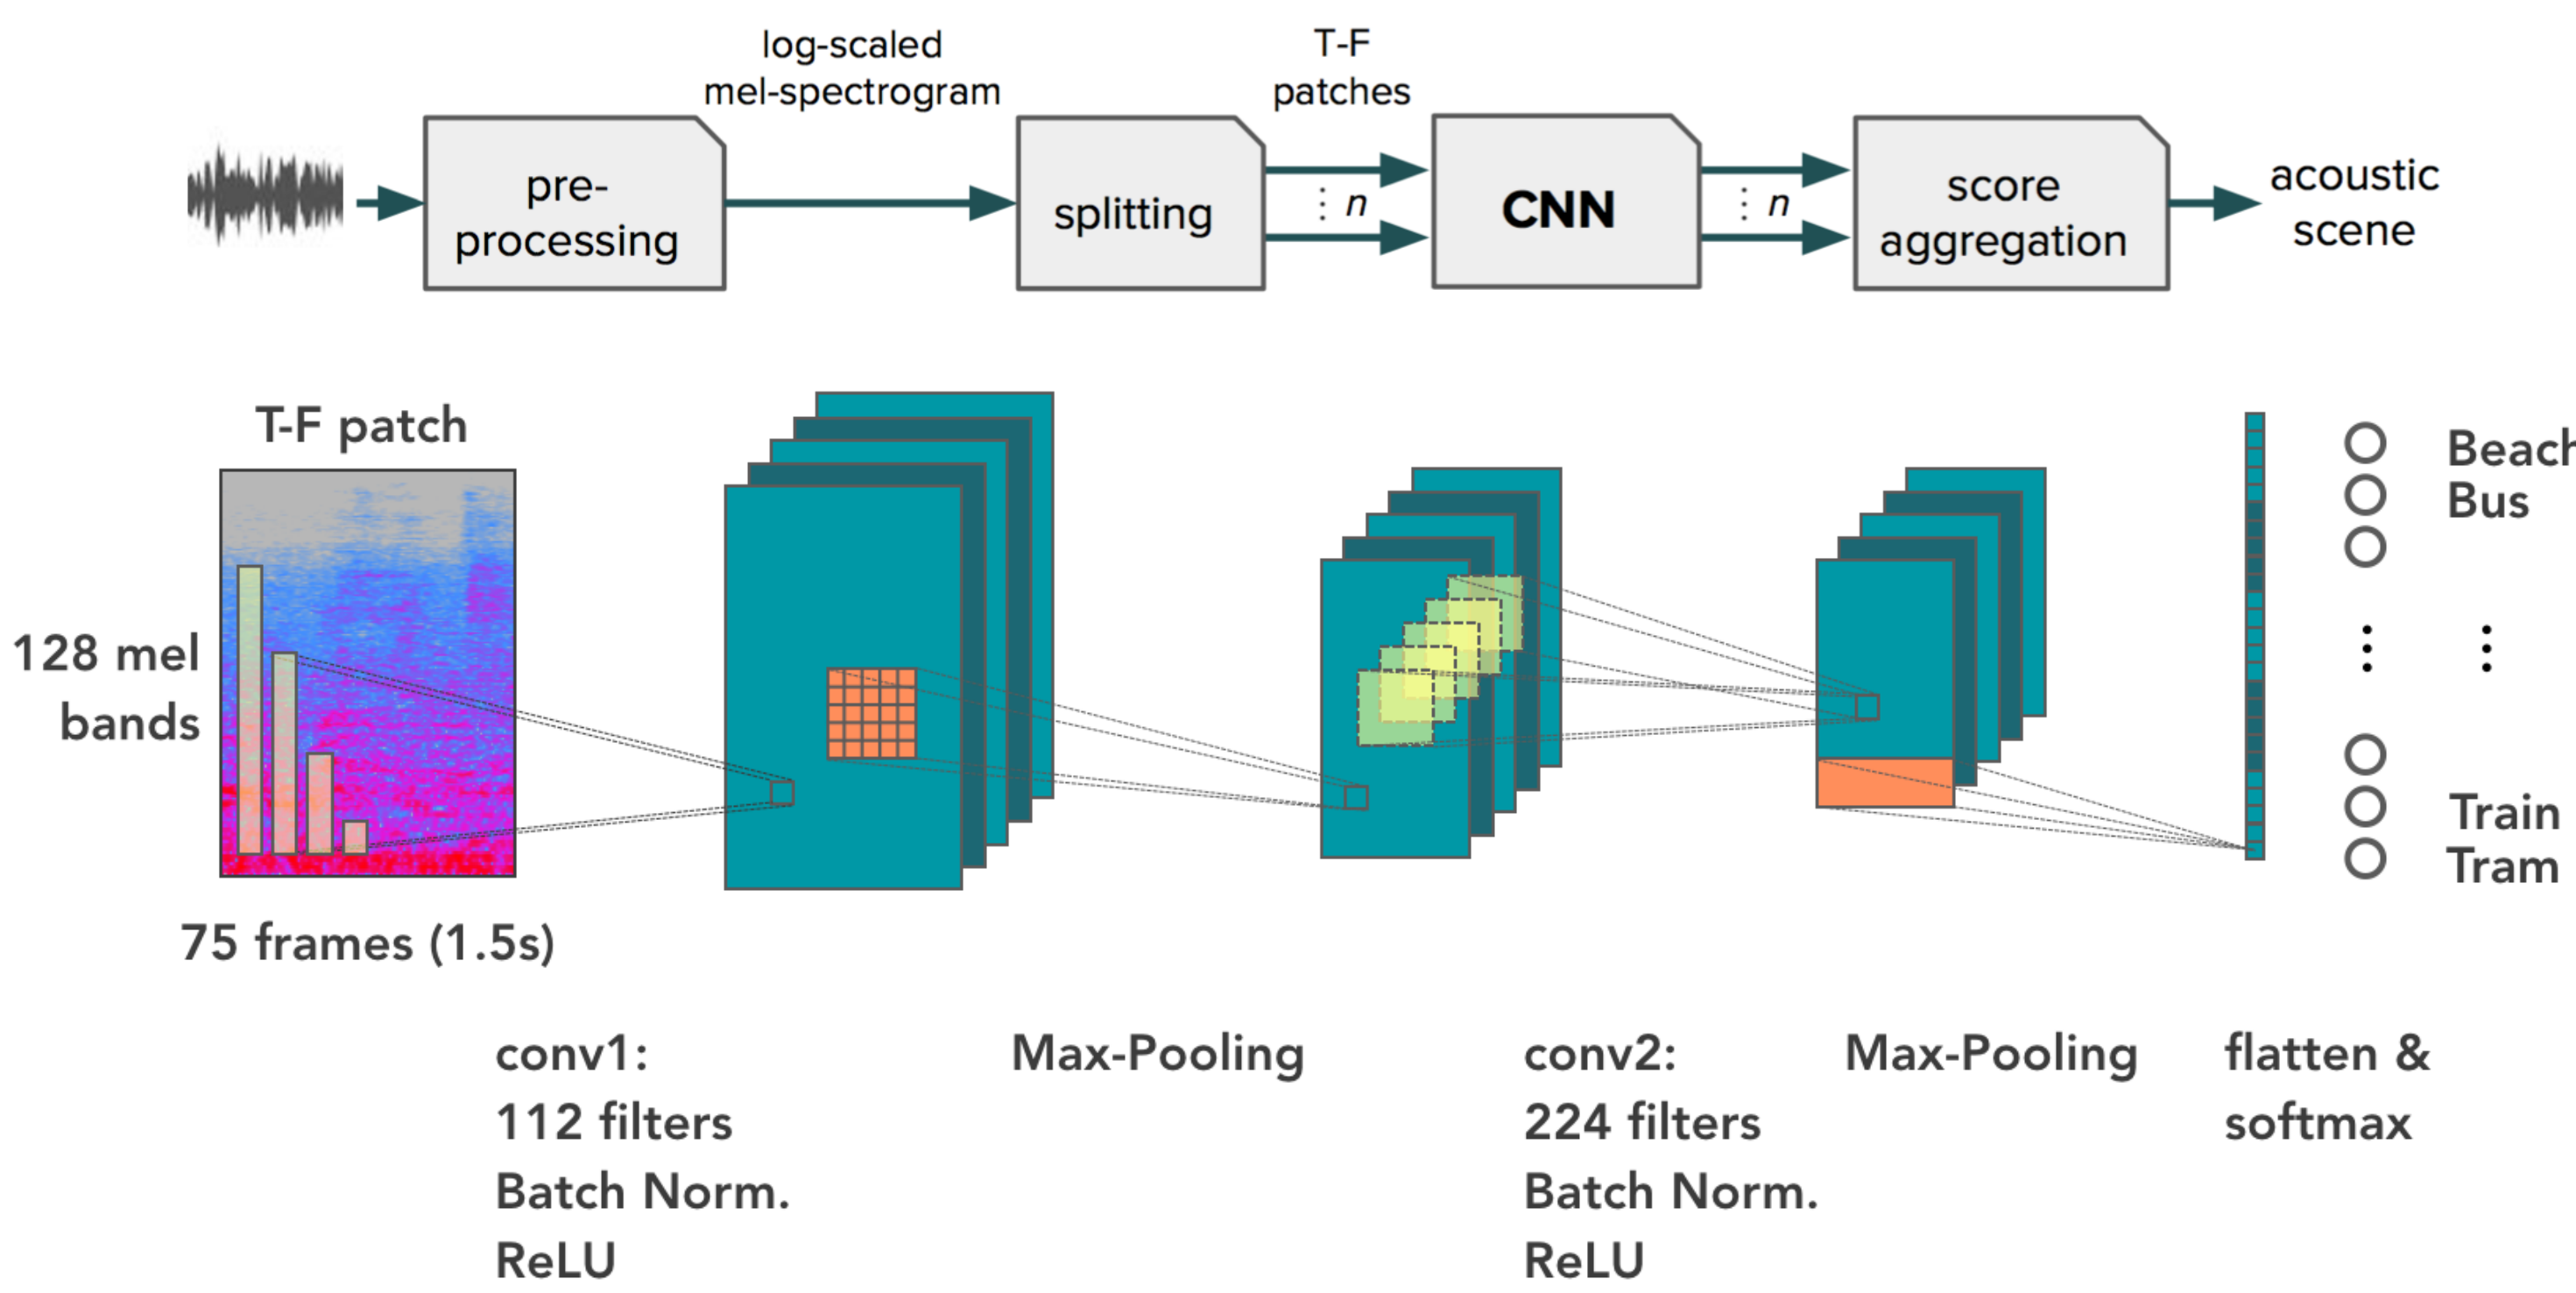 log-scaled
mel-spectrogram
T-F
patches
pre-
processing
splitting
⋮ n
CNN
⋮ n
score
aggregation
acoustic
scene
T-F patch
128 mel
bands
75 frames (1.5s)
Beach
Bus
⋮
⋮
Train
Tram
conv1:
112 filters
Batch Norm.
ReLU
Max-Pooling
conv2:
224 filters
Batch Norm.
ReLU
Max-Pooling
flatten &
softmax